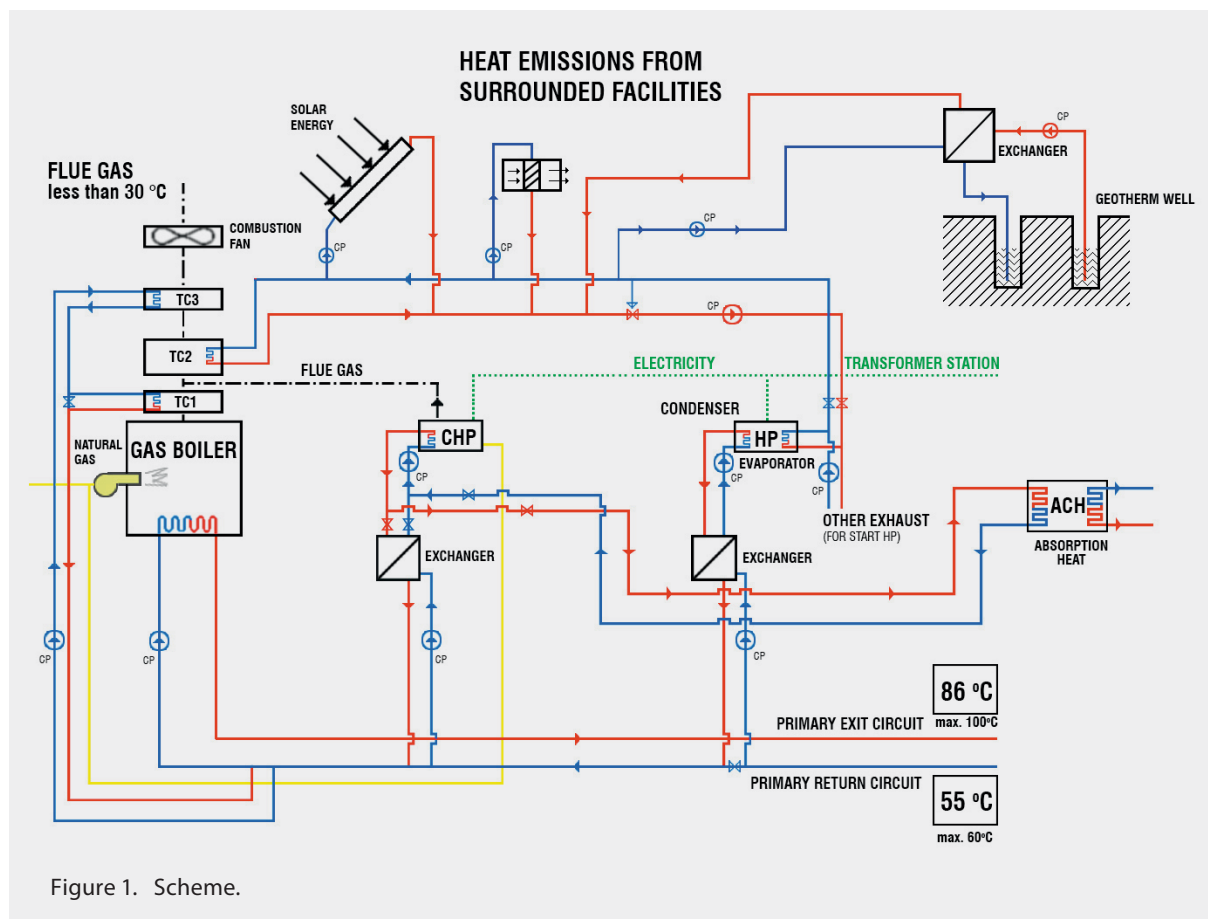 HEAT EMISSIONS FROM
SURROUNDED FACILITIES
SOLAR
ENERGY
CP
EXCHANGER
GEOTHERM WELL
FLUE GAS
less than 30 °C
COMBUSTION
FAN
CP
CP
CP
TC3
CP
TC2
ELECTRICITY
TRANSFORMER STATION
FLUE GAS
TC1
CONDENSER
NATURAL
GAS
GAS BOILER
CHP
HP
EVAPORATOR
CP
CP
CP
ACH
ABSORPTION
HEAT
OTHER EXHAUST
(FOR START HP)
EXCHANGER
EXCHANGER
CP
CP
CP
CP
86 °C
max. 100°C
PRIMARY EXIT CIRCUIT
PRIMARY RETURN CIRCUIT
55 °C
max. 60°C
Figure 1. Scheme.